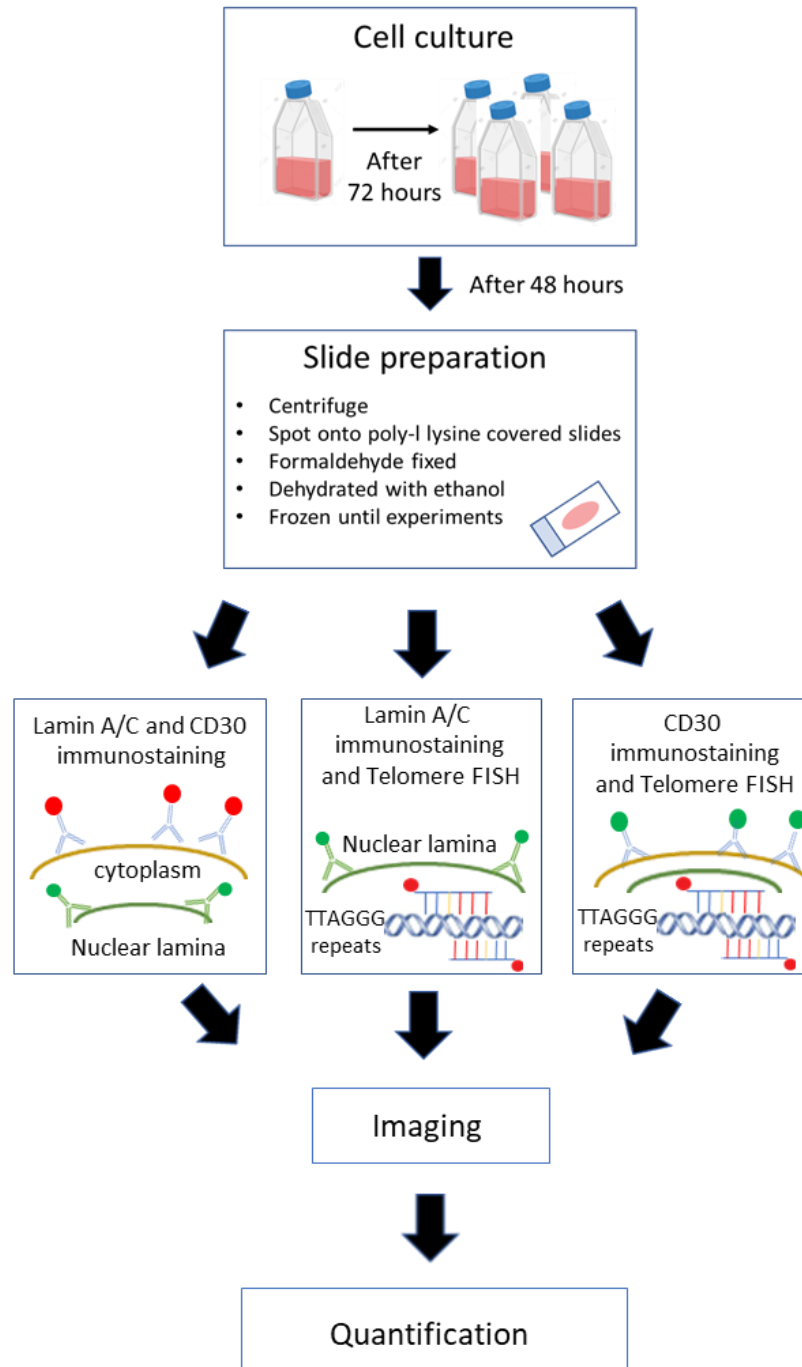 Cell culture
After
72 hours
After 48 hours
Slide preparation
• Centrifuge
• Spot onto poly-l lysine covered slides
• Formaldehyde fixed
• Dehydrated with ethanol
• Frozen until experiments
Lamin A/C and CD30
immunostaining
cytoplasm
Nuclear lamina
Lamin A/C
immunostaining
and Telomere FISH
Nuclear lamina
TTAGGG
repeats
CD30
immunostaining
and Telomere FISH
TTAGGG
repeats
Imaging
Quantification